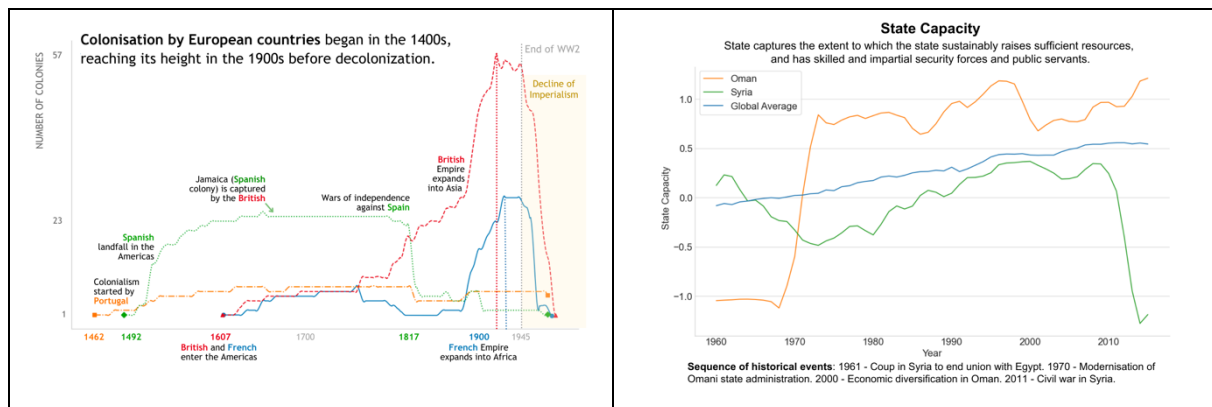 Colonisation by European countries began in the 1400s,
reaching its height in the 1900s before decolonization.
57
23
1
NUMBER OF COLONIES
End of WW2
Decline of
Imperialism
Jamaica (Spanish
colony) is captured
by the British
Wars of independence
against Spain
British
Empire
expands
into Asia
Spanish
landfall in the
Americas
Colonialism
started by
Portugal
1462
1492
1607
1700
1817
1900
1945
British and French
enter the Americas
French Empire
expands into Africa
State Capacity
State captures the extent to which the state sustainably raises sufficient resources,
and has skilled and impartial security forces and public servants.
Oman
Syria
Global Average
1.0
0.5
0.0
−0.5
−1.0
State Capacity
1960
1970
1980
1990
2000
2010
Year
Sequence of historical events: 1961 - Coup in Syria to end union with Egypt. 1970 - Modernisation of
Omani state administration. 2000 - Economic diversification in Oman. 2011 - Civil war in Syria.